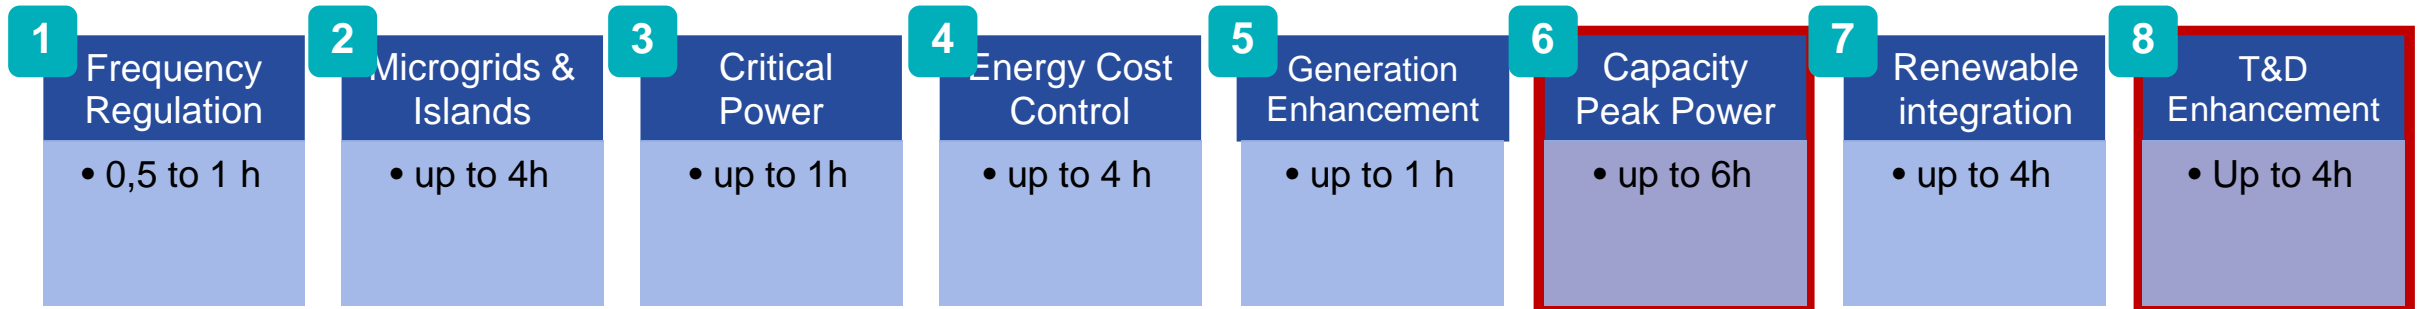 1
Frequency
Regulation
• 0,5 to 1 h
2
Microgrids &
Islands
• up to 4h
3
Critical
Power
• up to 1h
4
Energy Cost
Control
• up to 4 h
5
Generation
Enhancement
• up to 1 h
6
Capacity
Peak Power
• up to 6h
7
Renewable
integration
• up to 4h
8
T&D
Enhancement
• Up to 4h